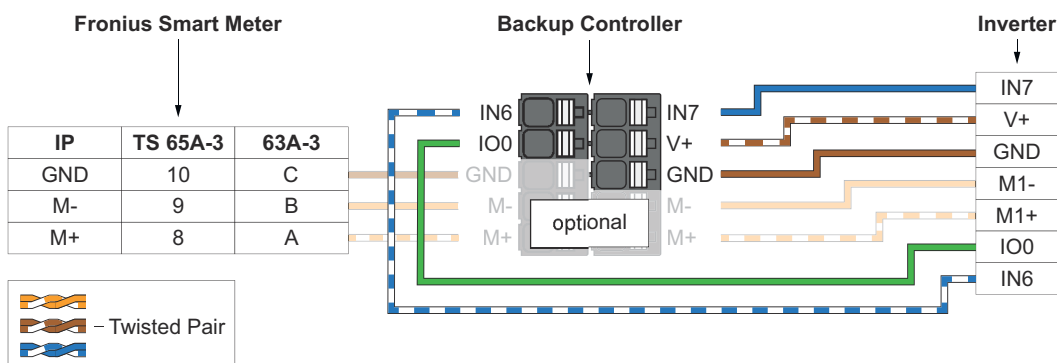 Fronius Smart Meter
Backup Controller
Inverter
IP TS 65A-3 63A-3
GND 10 C
M- 9 B
M+ 8 A
IN6
IO0
GND
M-
M+
optional
IN7
V+
GND
M-
M+
IN7
V+
GND
M1-
M1+
IO0
IN6
Twisted Pair